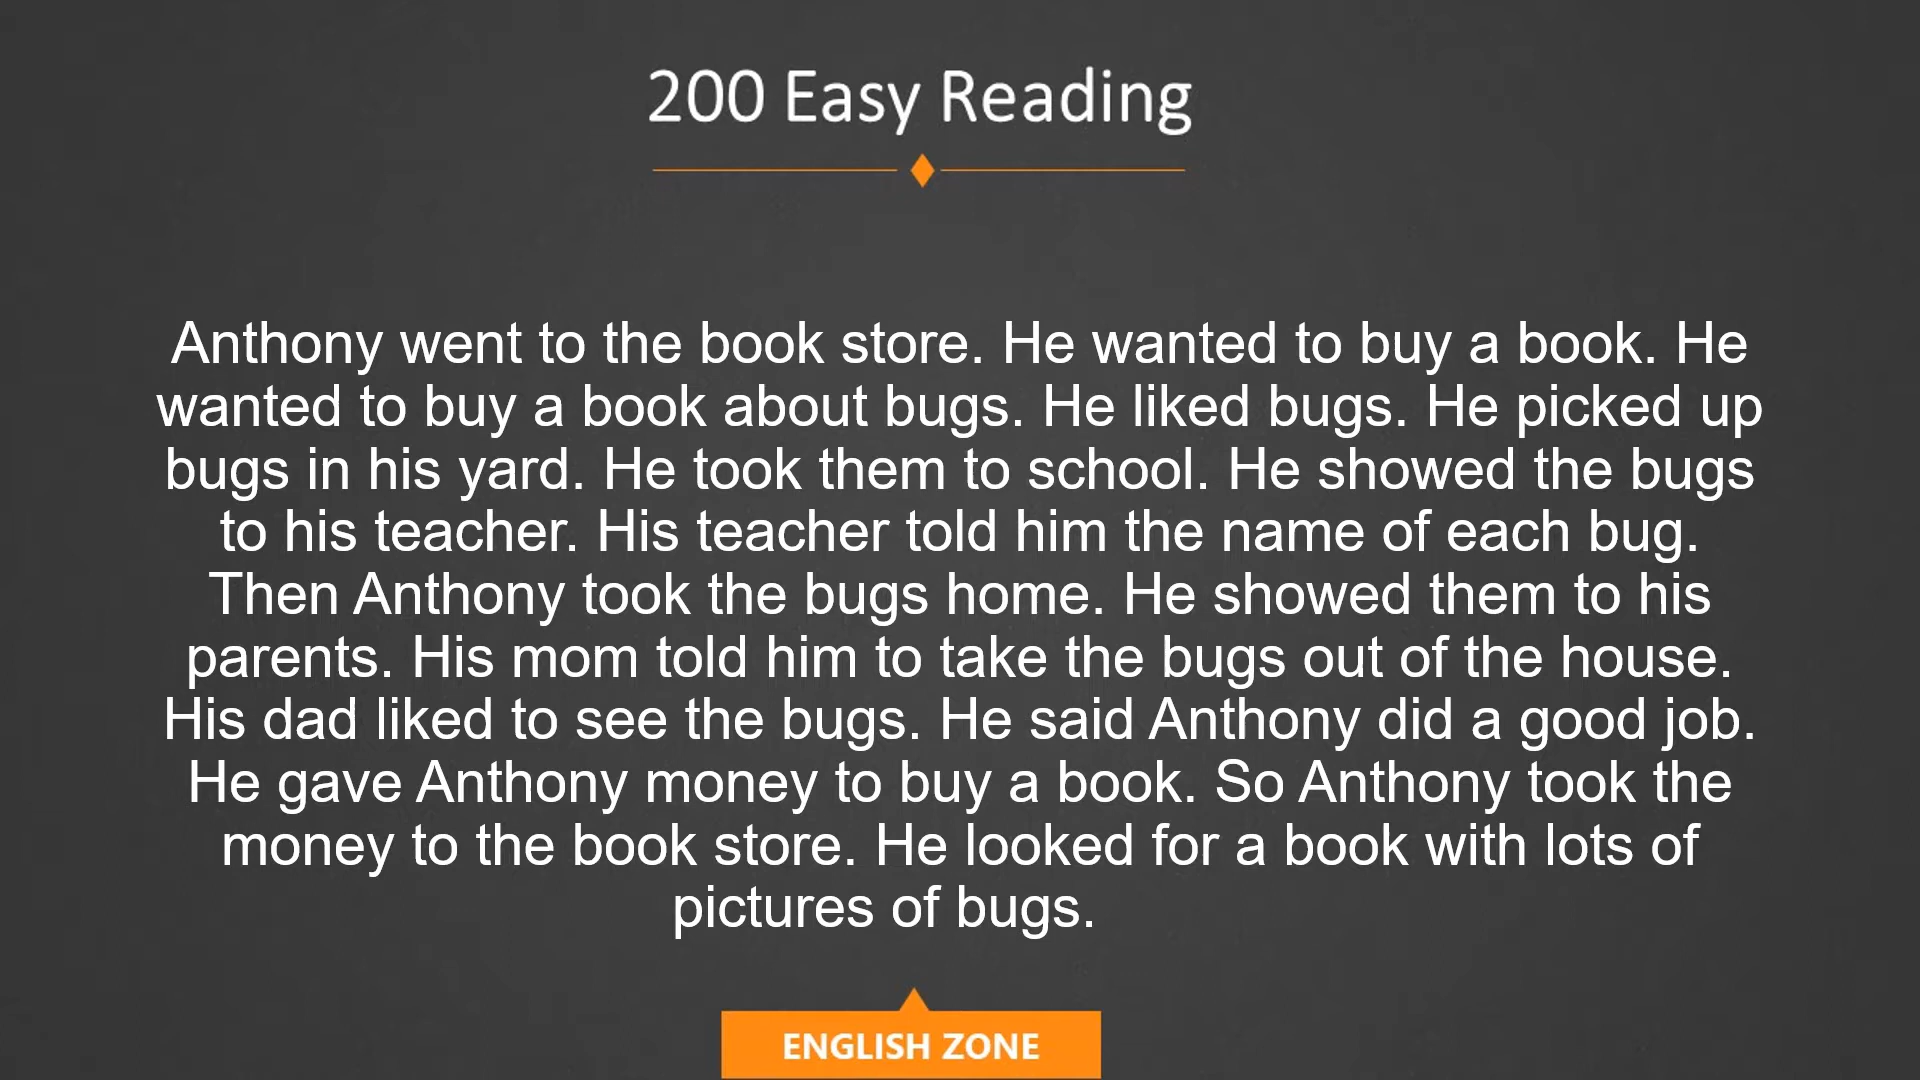 200 Easy Reading
Anthony went to the book store. He wanted to buy a book. He
wanted to buy a book about bugs. He liked bugs. He picked up
bugs in his yard. He took them to school. He showed the bugs
to his teacher. His teacher told him the name of each bug.
Then Anthony took the bugs home. He showed them to his
parents. His mom told him to take the bugs out of the house.
His dad liked to see the bugs. He said Anthony did a good job.
He gave Anthony money to buy a book. So Anthony took the
money to the book store. He looked for a book with lots of
pictures of bugs.
ENGLISH ZONE